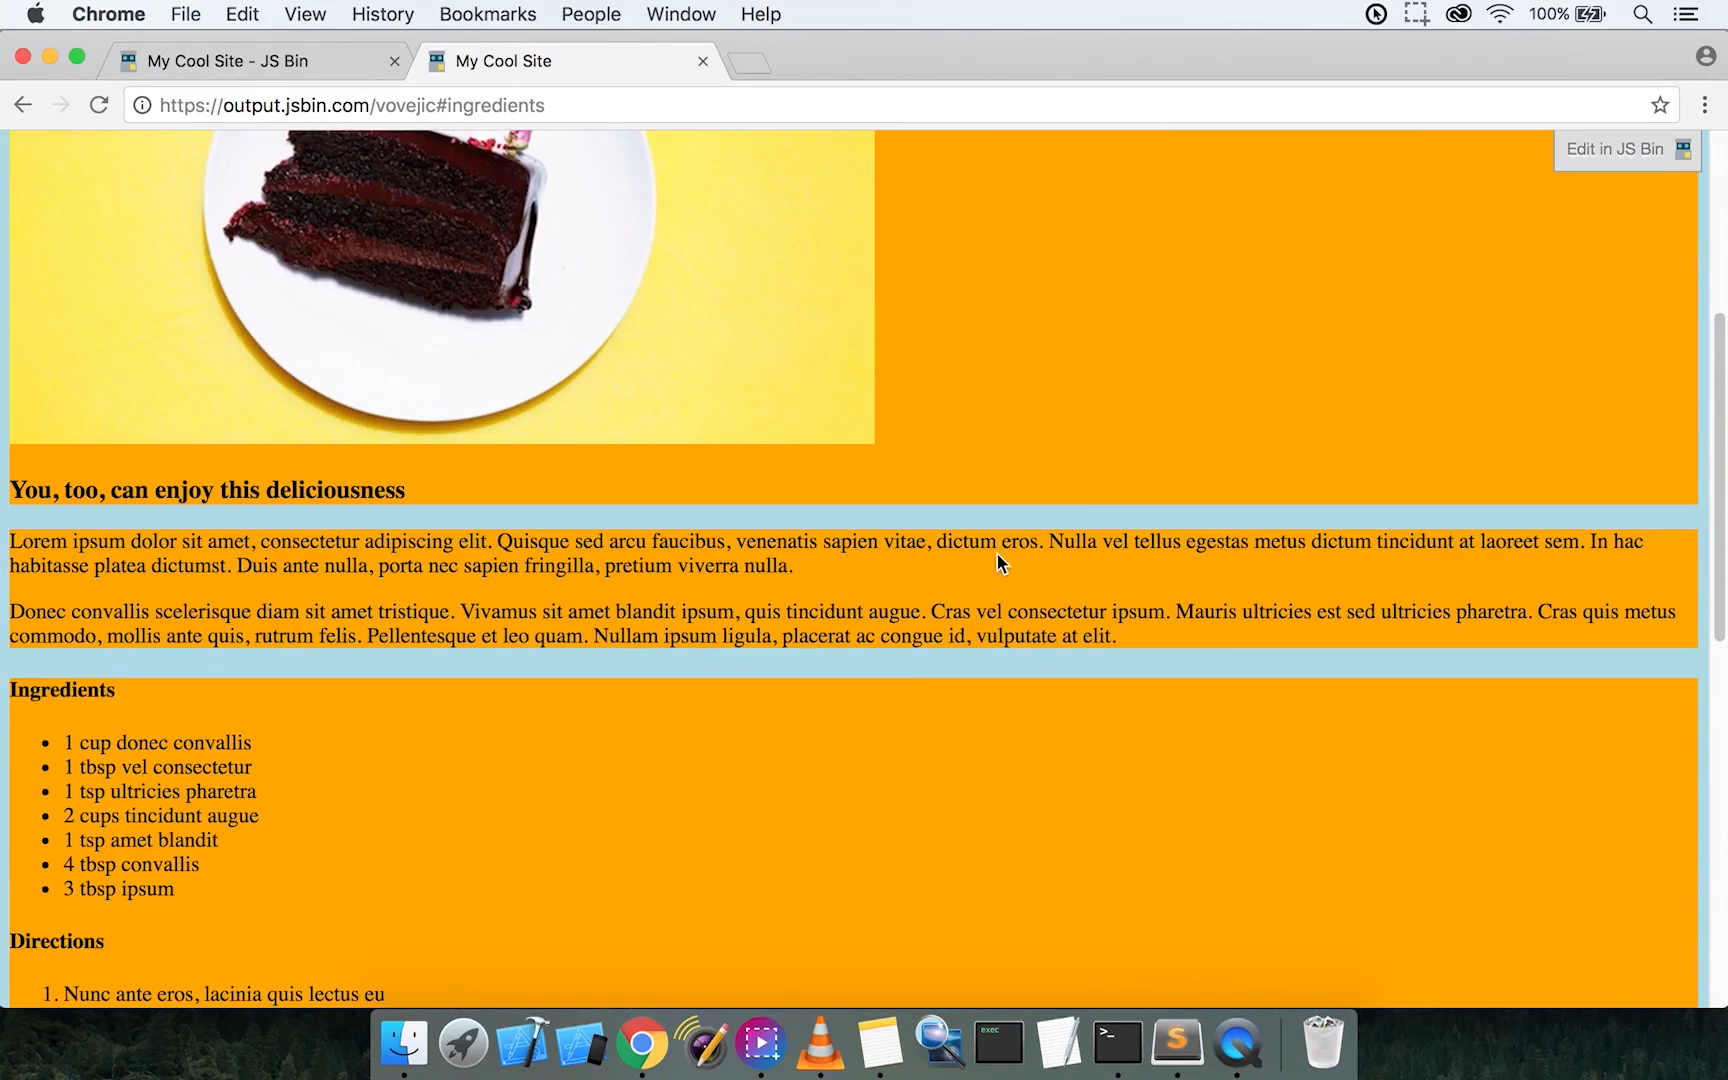 Chrome File Edit View History Bookmarks People Window Help 100%
My Cool Site - JS Bin My Cool Site
https://output.jsbin.com/vovejic#ingredients
Edit in JS Bin
You, too, can enjoy this deliciousness
Lorem ipsum dolor sit amet, consectetur adipiscing elit. Quisque sed arcu faucibus, venenatis sapien vitae, dictum eros. Nulla vel tellus egestas metus dictum tincidunt at laoreet sem. In hac
habitasse platea dictumst. Duis ante nulla, porta nec sapien fringilla, pretium viverra nulla.
Donec convallis scelerisque diam sit amet tristique. Vivamus sit amet blandit ipsum, quis tincidunt augue. Cras vel consectetur ipsum. Mauris ultricies est sed ultricies pharetra. Cras quis metus
commodo, mollis ante quis, rutrum felis. Pellentesque et leo quam. Nullam ipsum ligula, placerat ac congue id, vulputate at elit.
Ingredients
• 1 cup donec convallis
• 1 tbsp vel consectetur
• 1 tsp ultricies pharetra
• 2 cups tincidunt augue
• 1 tsp amet blandit
• 4 tbsp convallis
• 3 tbsp ipsum
Directions
1. Nunc ante eros, lacinia quis lectus eu
exec